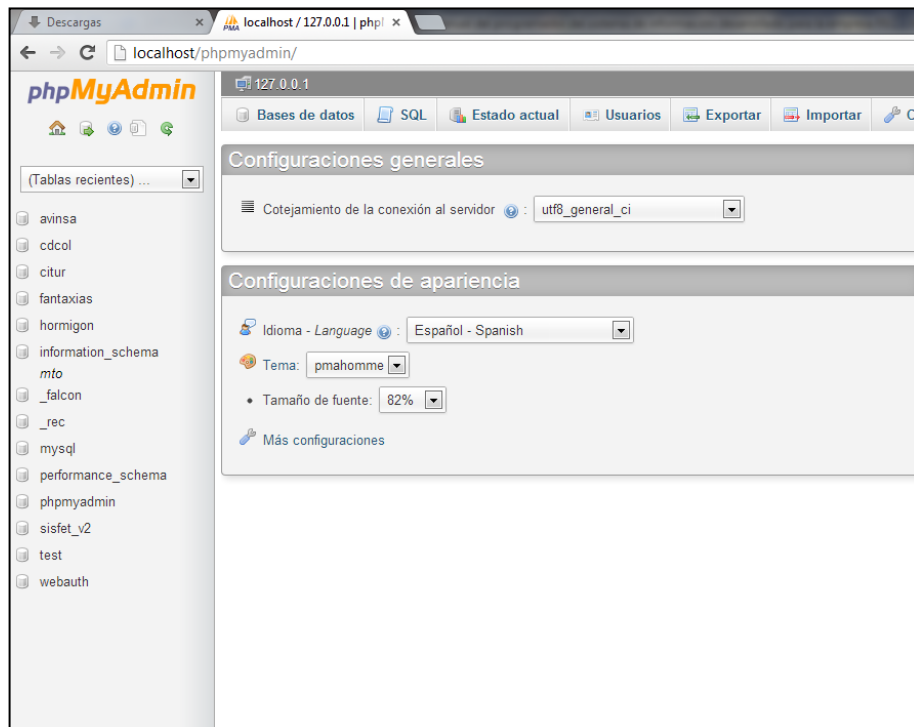 Descargas
localhost / 127.0.0.1 | php
localhost/phpmyadmin/
phpMyAdmin
(Tablas recientes) ...
avinsa
cdcol
citur
fantaxias
hormigon
information_schema
mto
_falcon
_rec
mysql
performance_schema
phpmyadmin
sisfet_v2
test
webauth
127.0.0.1
Bases de datos SQL Estado actual Usuarios Exportar Importar
Configuraciones generales
Cotejamiento de la conexión al servidor : utf8_general_ci
Configuraciones de apariencia
Idioma - Language : Español - Spanish
Tema: pmahomme
• Tamaño de fuente: 82%
Más configuraciones